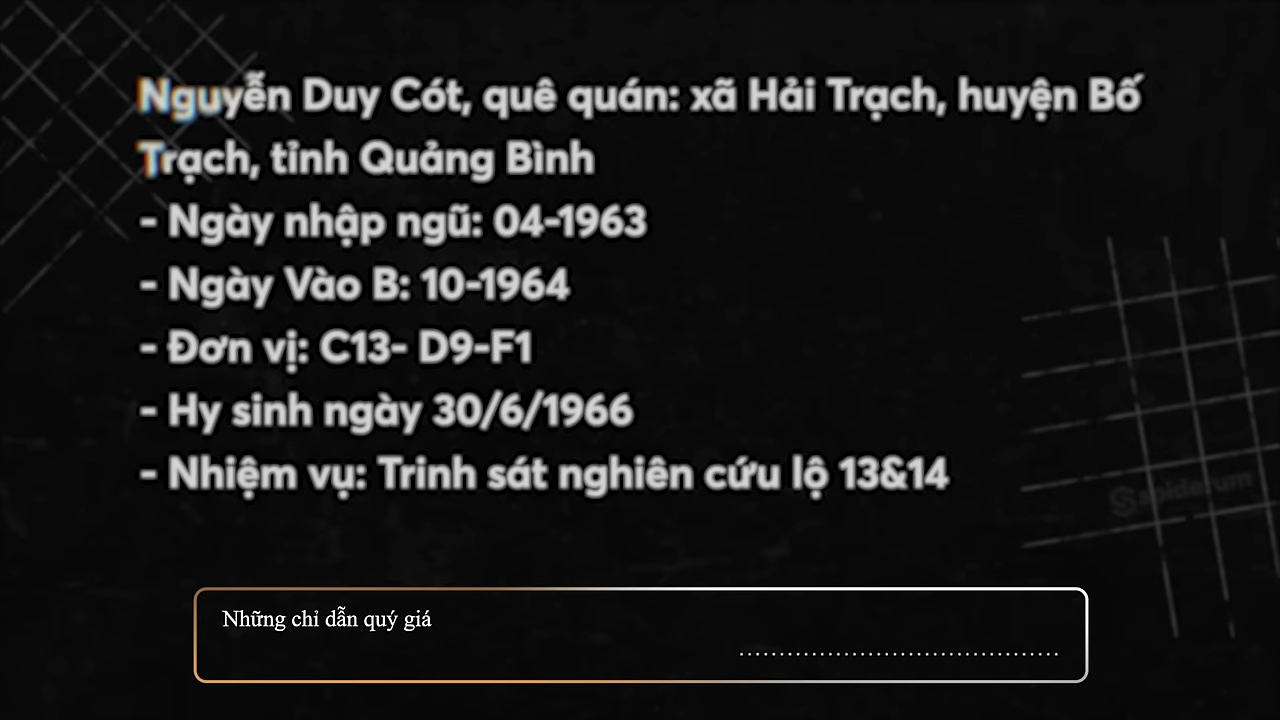 Nguyễn Duy Cót, quê quán: xã Hải Trạch, huyện Bố
Trạch, tỉnh Quảng Bình
- Ngày nhập ngũ: 04-1963
- Ngày Vào B: 10-1964
- Đơn vị: C13- D9-F1
- Hy sinh ngày 30/6/1966
- Nhiệm vụ: Trinh sát nghiên cứu lộ 13&14
spiderum
Những chỉ dẫn quý giá
........................................